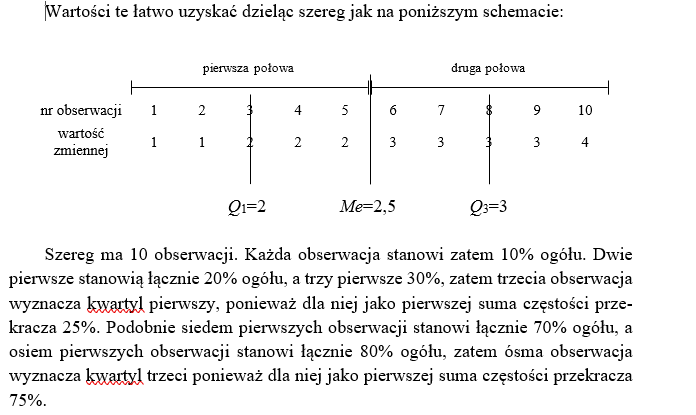 Wartości te łatwo uzyskać dzieląc szereg jak na poniższym schemacie:
pierwsza połowa druga połowa
nr obserwacji 1 2 3 4 5 6 7 8 9 10
wartość
zmiennej 1 1 2 2 2 3 3 3 3 4
Q1=2 Me=2,5 Q3=3
Szereg ma 10 obserwacji. Każda obserwacja stanowi zatem 10% ogółu. Dwie
pierwsze stanowią łącznie 20% ogółu, a trzy pierwsze 30%, zatem trzecia obserwacja
wyznacza kwartyl pierwszy, ponieważ dla niej jako pierwszej suma częstości prze-
kracza 25%. Podobnie siedem pierwszych obserwacji stanowi łącznie 70% ogółu, a
osiem pierwszych obserwacji stanowi łącznie 80% ogółu, zatem ósma obserwacja
wyznacza kwartyl trzeci ponieważ dla niej jako pierwszej suma częstości przekracza
75%.